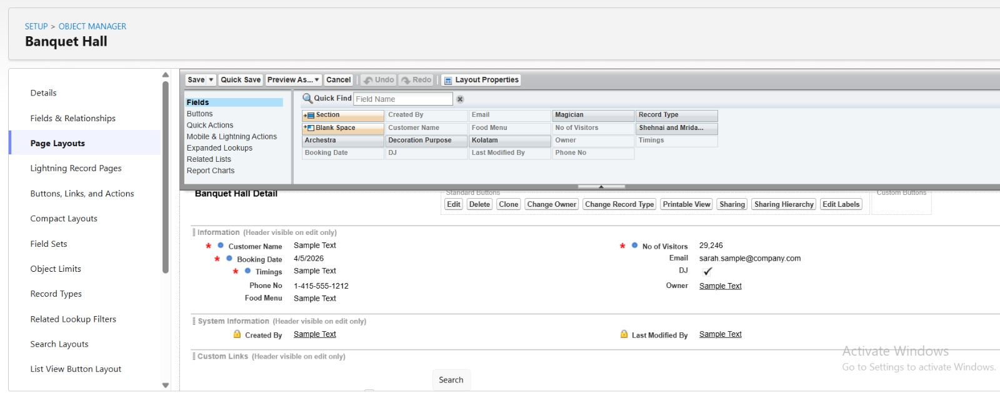 SETUP > OBJECT MANAGER
Banquet Hall
Details
Fields & Relationships
Page Layouts
Lightning Record Pages
Buttons, Links, and Actions
Compact Layouts
Field Sets
Object Limits
Record Types
Related Lookup Filters
Search Layouts
List View Button Layout
Save Quick Save Preview As... Cancel Undo Redo Layout Properties
Fields
Buttons
Quick Actions
Mobile & Lightning Actions
Expanded Lookups
Related Lists
Report Charts
Quick Find Field Name
Section Created By Email Magician Record Type
Blank Space Customer Name Food Menu No of Visitors Shehnai and Mrida...
Archestra Decoration Purpose Kolatam Owner Timings
Booking Date DJ Last Modified By Phone No
Banquet Hall Detail
Standard Buttons Custom Buttons
Edit Delete Clone Change Owner Change Record Type Printable View Sharing Sharing Hierarchy Edit Labels
Information (Header visible on edit only)
* Customer Name Sample Text * No of Visitors 29,246
* Booking Date 4/5/2026 Email sarah.sample@company.com
* Timings Sample Text DJ
Phone No 1-415-555-1212 Owner Sample Text
Food Menu Sample Text
System Information (Header visible on edit only)
Created By Sample Text Last Modified By Sample Text
Custom Links (Header visible on edit only)
Search
Activate Windows
Go to Settings to activate Windows.